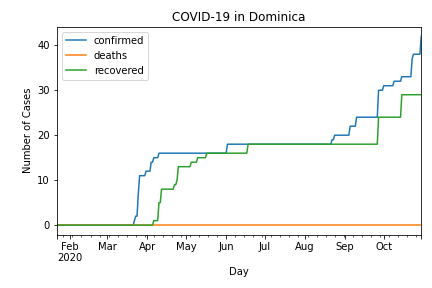 COVID-19 in Dominica
confirmed
deaths
recovered
Number of Cases
40
30
20
10
0
Feb Mar Apr May Jun Jul Aug Sep Oct
2020
Day